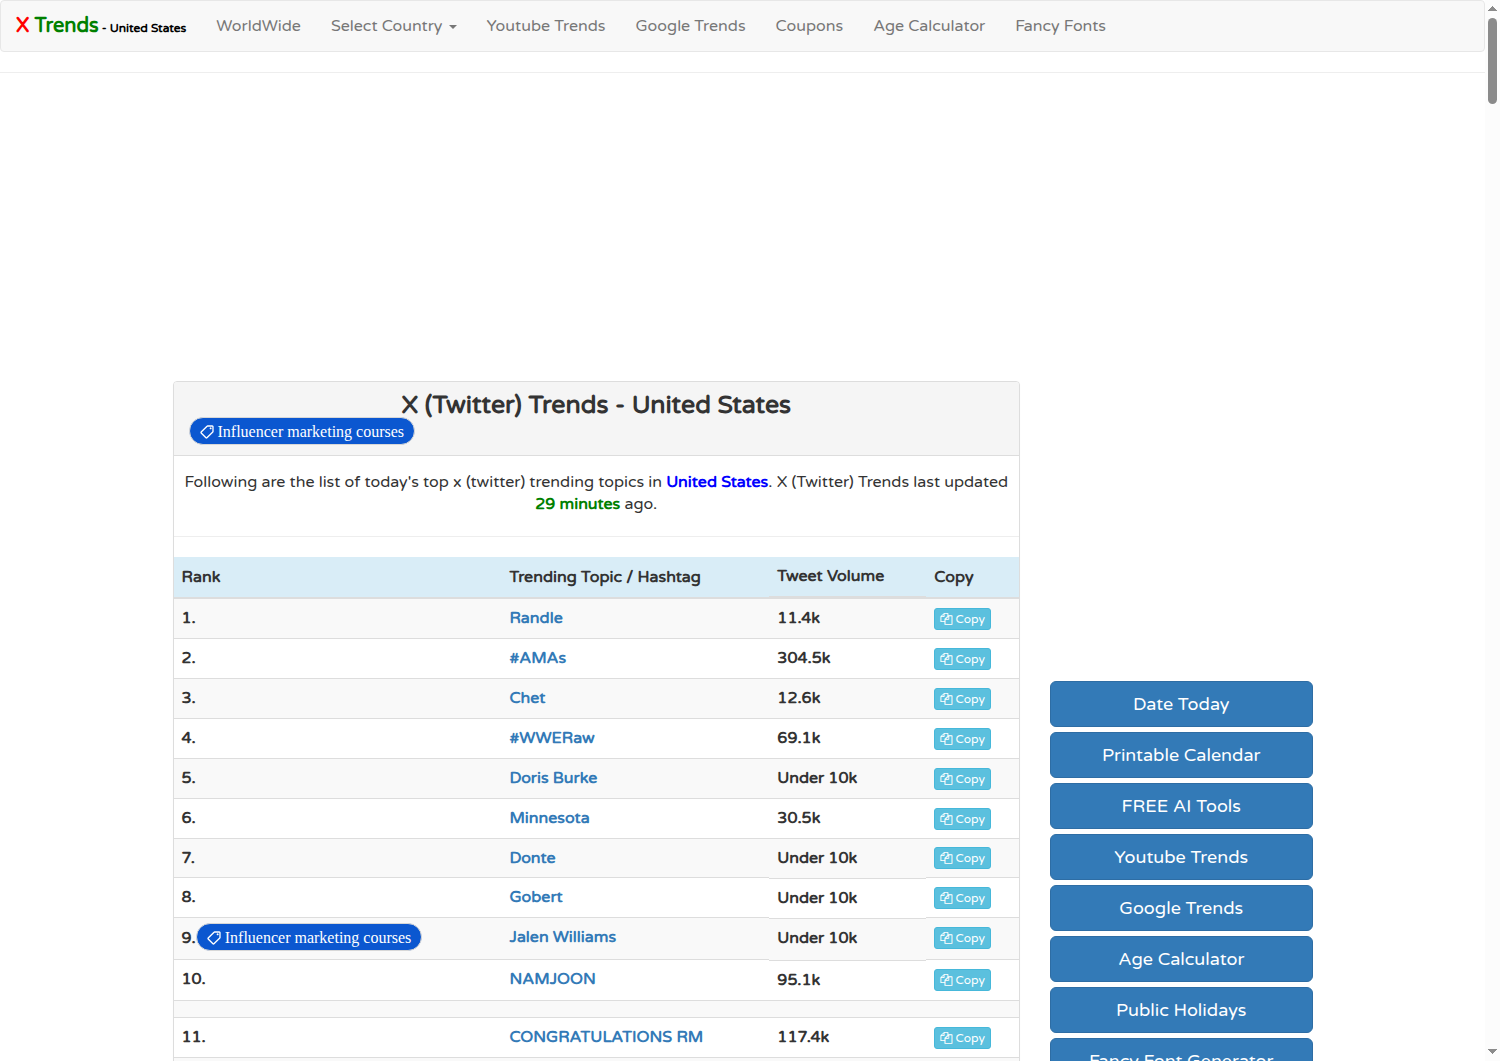 X Trends - United States WorldWide Select Country Youtube Trends Google Trends Coupons Age Calculator Fancy Fonts
X (Twitter) Trends - United States
Influencer marketing courses
Following are the list of today's top x (twitter) trending topics in United States. X (Twitter) Trends last updated
29 minutes ago.
Rank Trending Topic / Hashtag Tweet Volume Copy
1. Randle 11.4k Copy
2. #AMAs 304.5k Copy
3. Chet 12.6k Copy
4. #WWERaw 69.1k Copy
5. Doris Burke Under 10k Copy
6. Minnesota 30.5k Copy
7. Donte Under 10k Copy
8. Gobert Under 10k Copy
9. Influencer marketing courses Jalen Williams Under 10k Copy
10. NAMJOON 95.1k Copy
11. CONGRATULATIONS RM 117.4k Copy
Date Today
Printable Calendar
FREE AI Tools
Youtube Trends
Google Trends
Age Calculator
Public Holidays
Fancy Font Generator